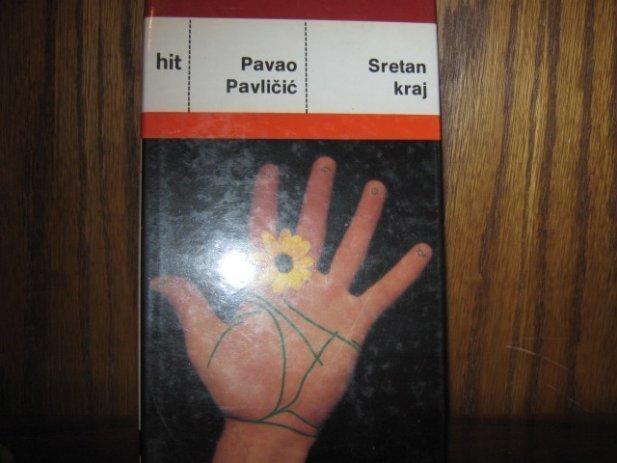 hit
Pavao
Pavličić
Sretan
kraj